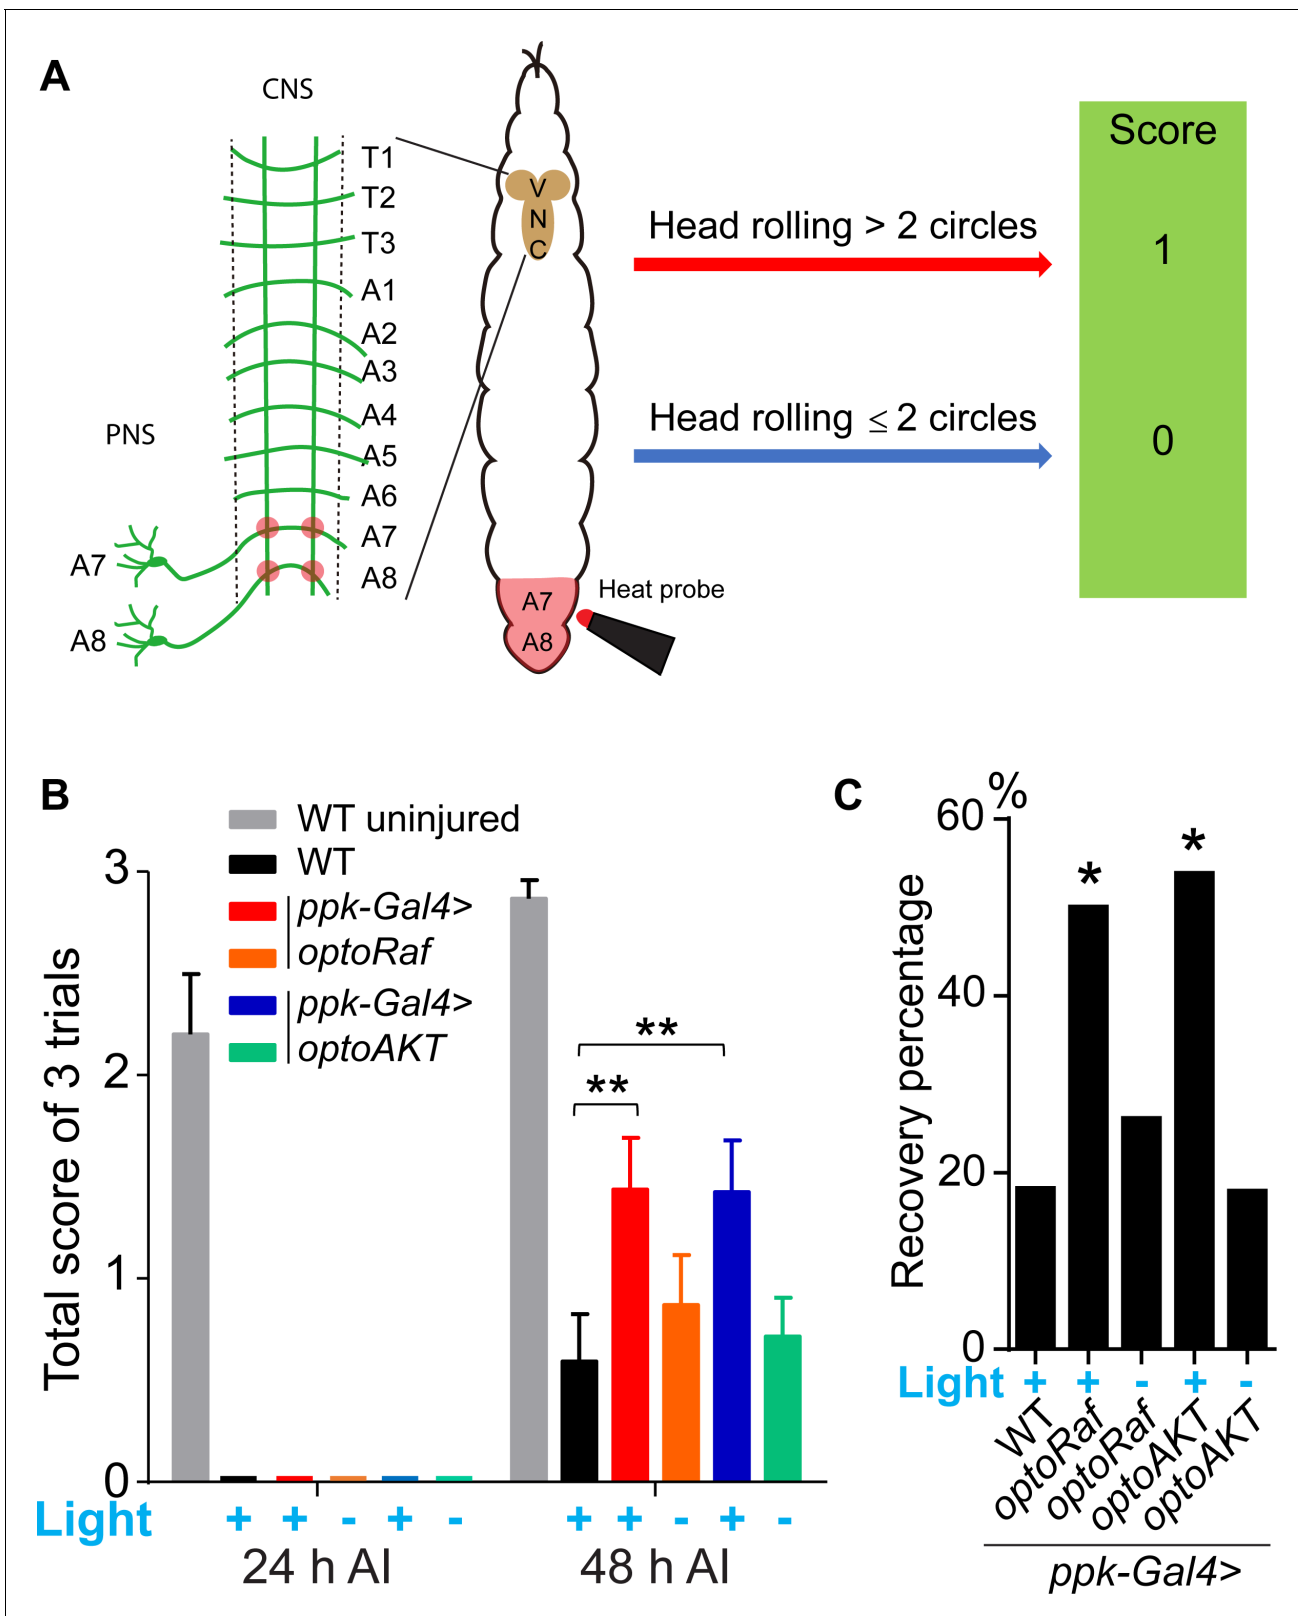 A
CNS
T1
T2
T3
A1
A2
A3
A4
A5
A6
A7
A8
PNS
A7
A8
V
N
C
A7
A8
Heat probe
Head rolling > 2 circles
Head rolling ≤ 2 circles
Score
1
0
B
WT uninjured
WT
ppk-Gal4>
optoRaf
ppk-Gal4>
optoAKT
Total score of 3 trials
3
2
1
0
**
**
Light + + - + - + + - + -
24 h AI 48 h AI
C
%
60
40
20
0
Recovery percentage
* *
Light + + - + -
WT
optoRaf
optoRaf
optoAKT
optoAKT
ppk-Gal4>